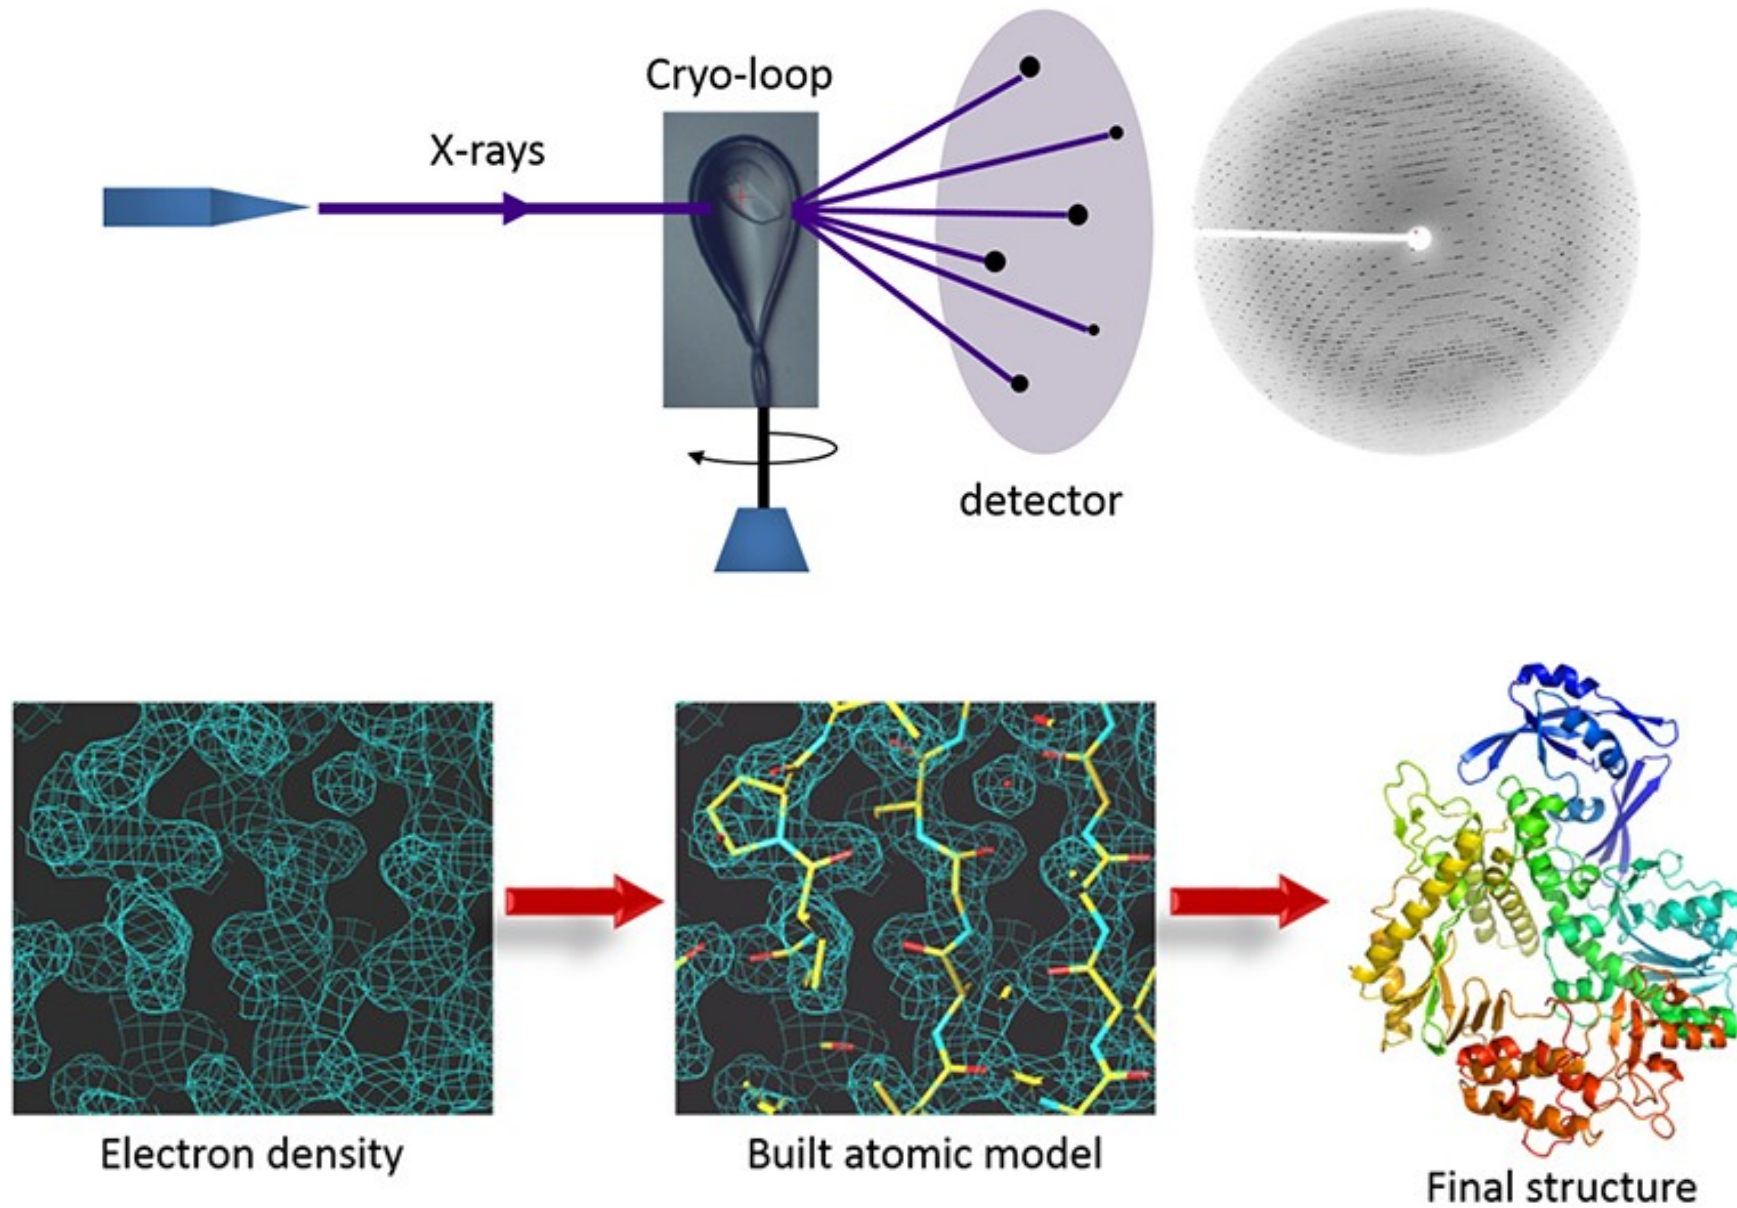 Cryo-loop
X-rays
detector
Electron density
Built atomic model
Final structure